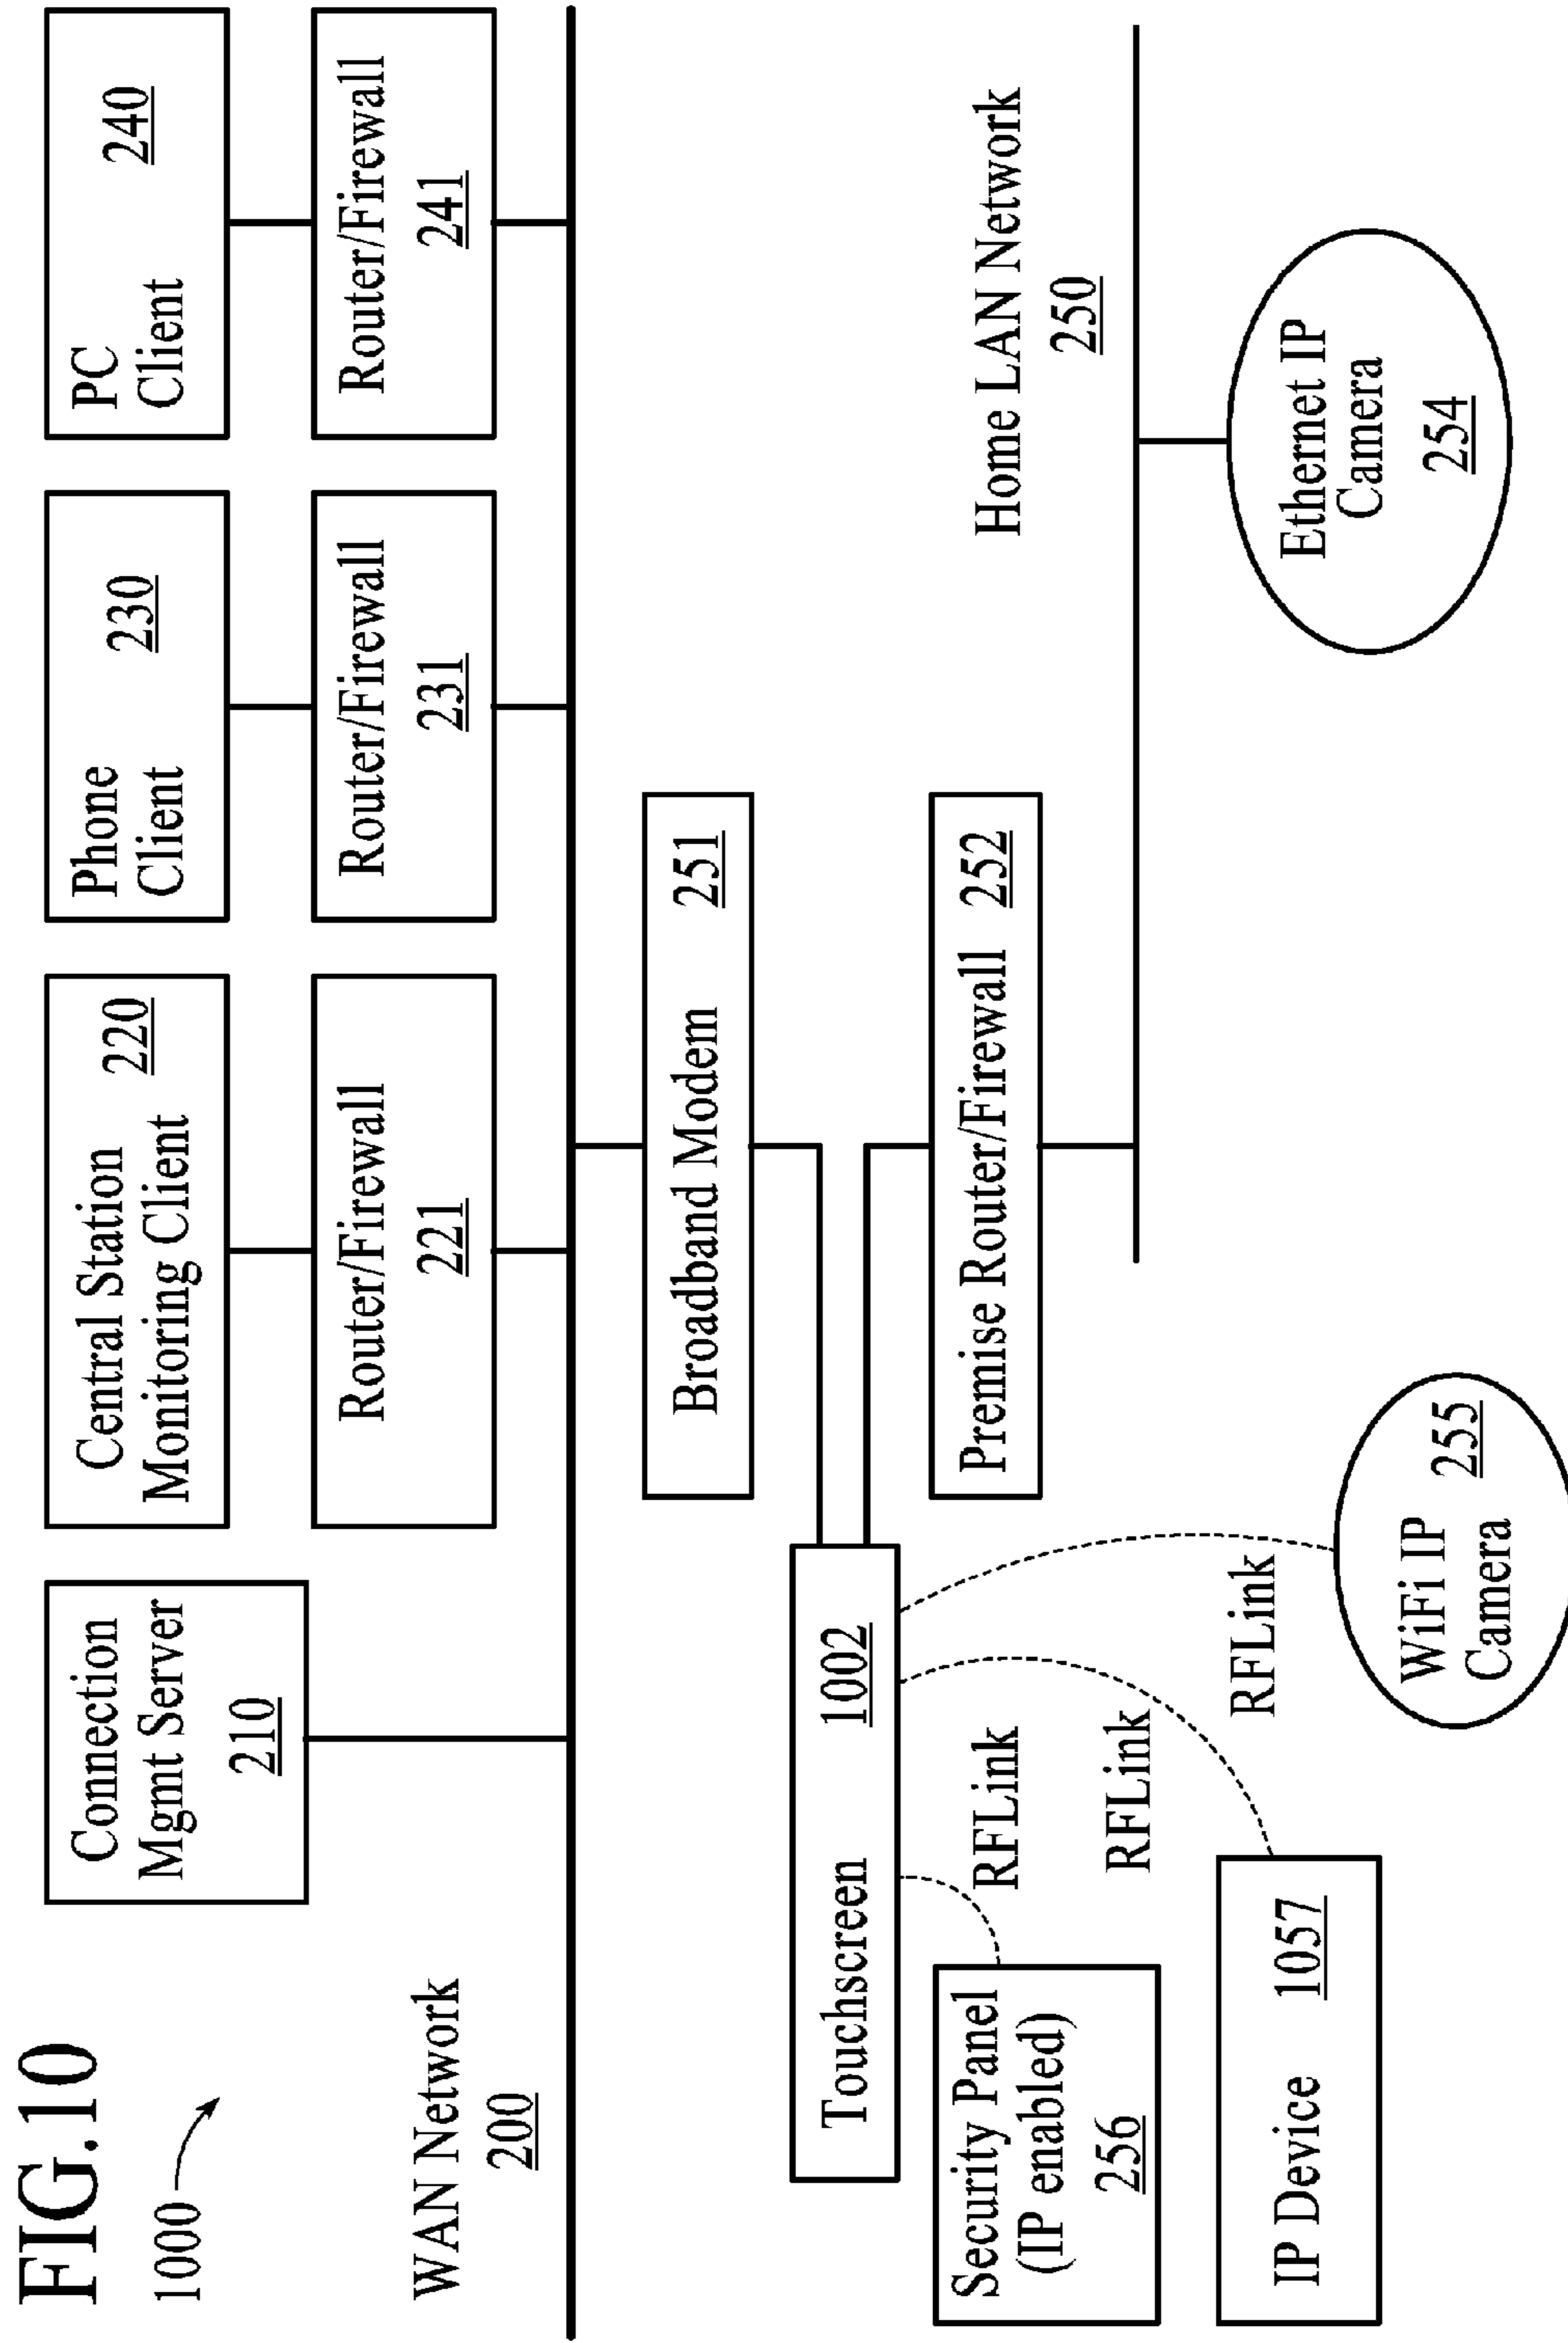 FIG.10
1000
Connection
Mgmt Server
210
Central Station
220
Monitoring Client
Phone
Client
230
PC
Client
240
Router/Firewall
221
Router/Firewall
231
Router/Firewall
241
WAN Network
200
Broadband Modem 251
Touchscreen 1002
Premise Router/Firewall 252
Home LAN Network
250
Security Panel
(IP enabled)
256
RFLink
RFLink
RFLink
IP Device 1057
WiFi IP
Camera
255
Ethernet IP
Camera
254